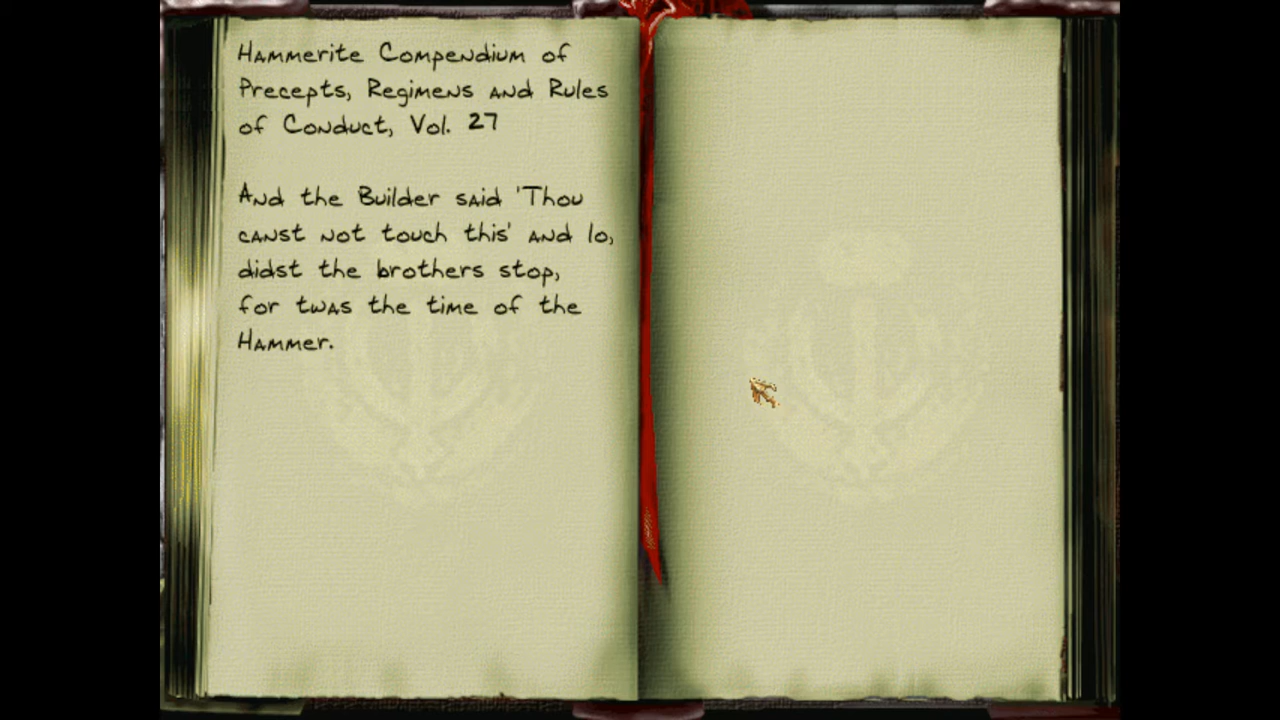 Hammerite Compendium of
Precepts, Regimens and Rules
of Conduct, Vol. 27
And the Builder said 'Thou
canst not touch this' and lo,
didst the brothers stop,
for twas the time of the
Hammer.